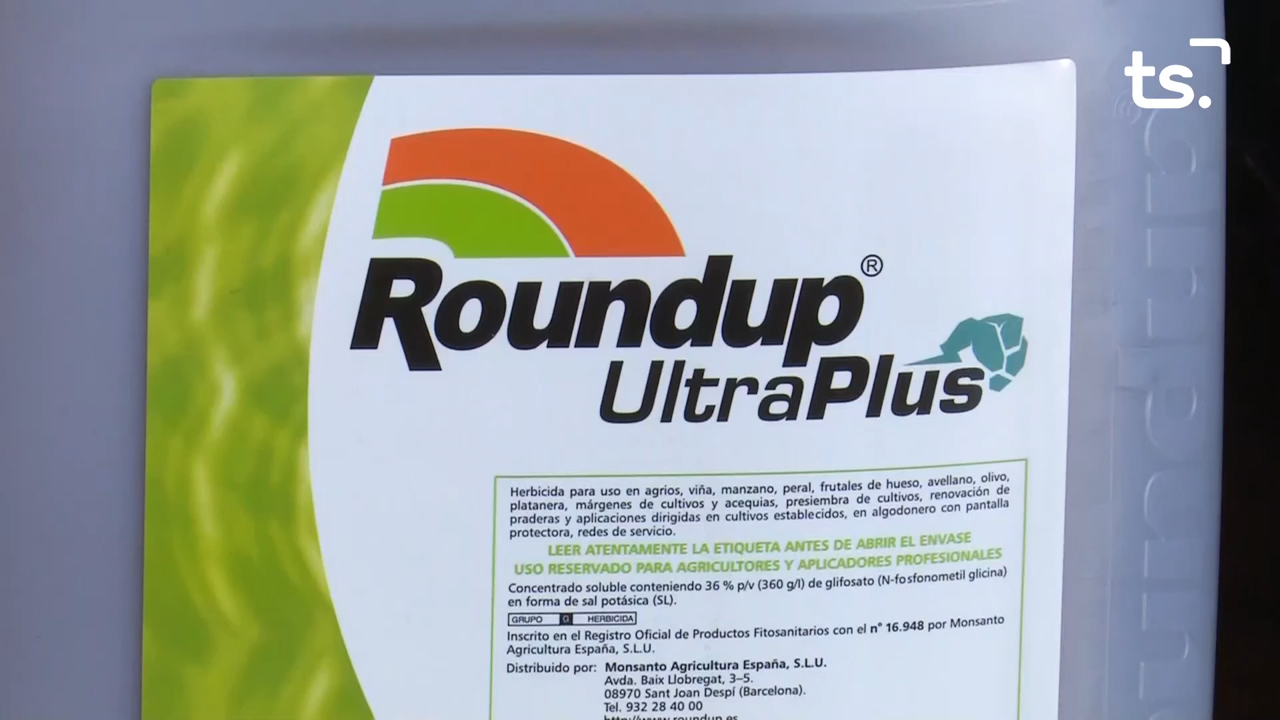 ts.
Roundup®
UltraPlus
Herbicida para uso en agrios, viña, manzano, peral, frutales de hueso, avellano, olivo,
platanera, márgenes de cultivos y acequias, presiembra de cultivos, renovación de
praderas y aplicaciones dirigidas en cultivos establecidos, en algodonero con pantalla
protectora, redes de servicio.
LEER ATENTAMENTE LA ETIQUETA ANTES DE ABRIR EL ENVASE
USO RESERVADO PARA AGRICULTORES Y APLICADORES PROFESIONALES
Concentrado soluble conteniendo 36 % p/v (360 g/l) de glifosato (N-fosfonometil glicina)
en forma de sal potásica (SL).
GRUPO G HERBICIDA
Inscrito en el Registro Oficial de Productos Fitosanitarios con el n° 16.948 por Monsanto
Agricultura España, S.L.U.
Distribuido por: Monsanto Agricultura España, S.L.U.
Avda. Baix Llobregat, 3–5.
08970 Sant Joan Despí (Barcelona).
Tel. 932 28 40 00
http://www.roundup.es